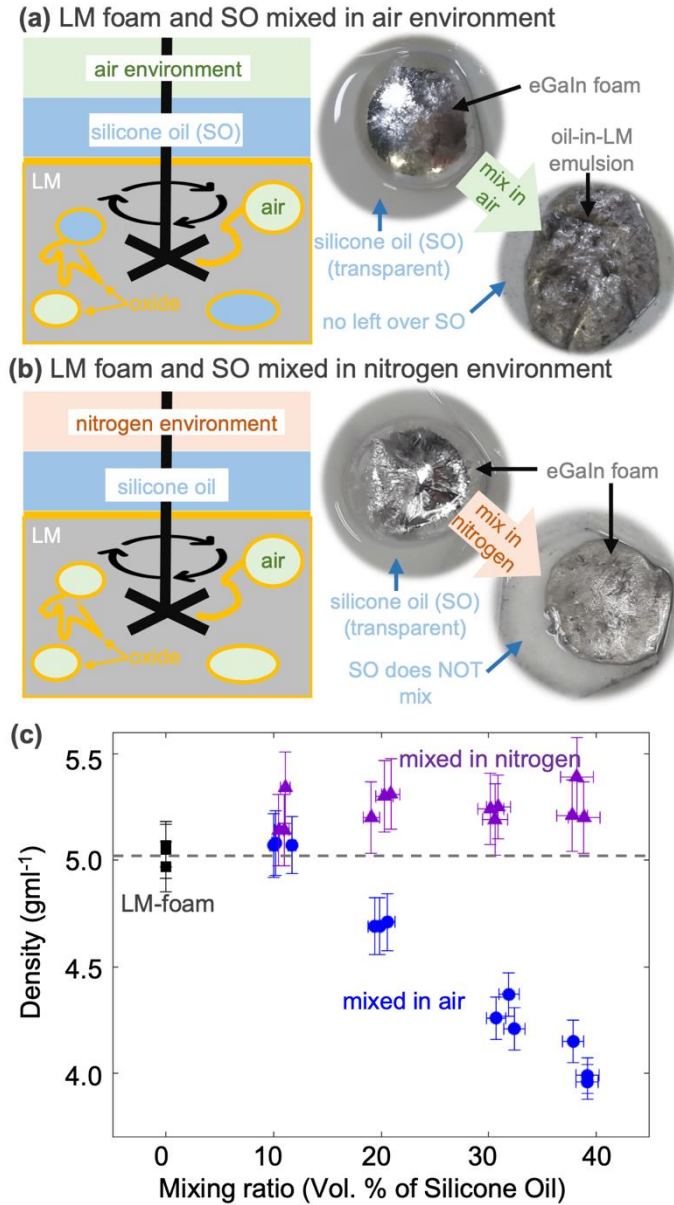 (a) LM foam and SO mixed in air environment
air environment
silicone oil (SO)
LM
air
oxide
eGaIn foam
oil-in-LM
emulsion
mix in
air
silicone oil (SO)
(transparent)
no left over SO
(b) LM foam and SO mixed in nitrogen environment
nitrogen environment
silicone oil
LM
air
oxide
eGaIn foam
mix in
nitrogen
silicone oil (SO)
(transparent)
SO does NOT
mix
(c)
mixed in nitrogen
LM-foam
mixed in air
5.5
5.0
4.5
4.0
Density (gml-1)
0 10 20 30 40
Mixing ratio (Vol. % of Silicone Oil)